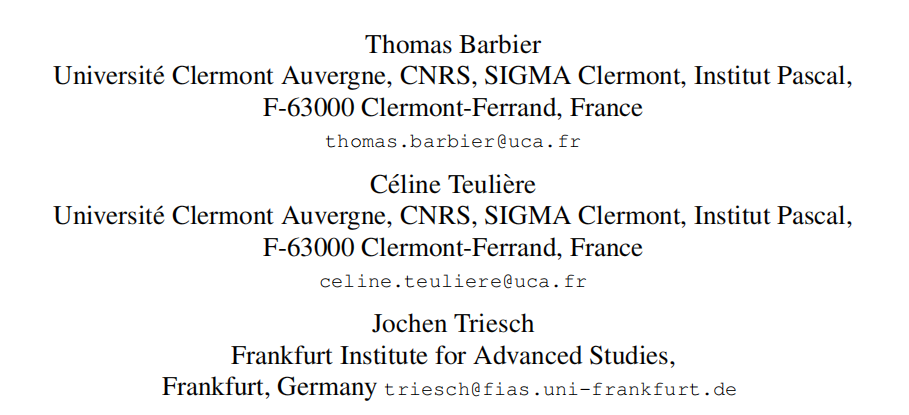 Thomas Barbier
Université Clermont Auvergne, CNRS, SIGMA Clermont, Institut Pascal,
F-63000 Clermont-Ferrand, France
thomas.barbier@uca.fr
Céline Teulière
Université Clermont Auvergne, CNRS, SIGMA Clermont, Institut Pascal,
F-63000 Clermont-Ferrand, France
celine.teuliere@uca.fr
Jochen Triesch
Frankfurt Institute for Advanced Studies,
Frankfurt, Germany triesch@fias.uni-frankfurt.de